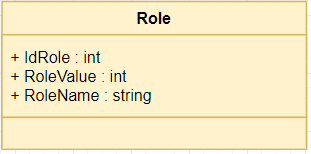 Role
+ IdRole : int
+ RoleValue : int
+ RoleName : string